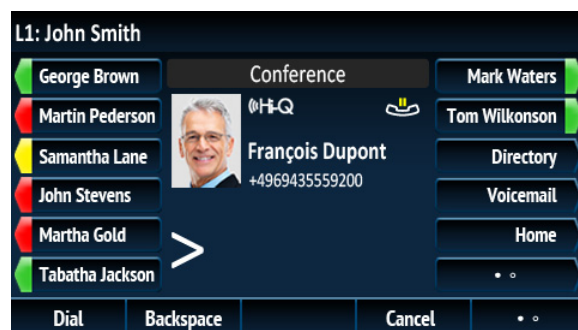 L1: John Smith
George Brown
Conference
Mark Waters
Martin Pederson
Hi-Q
Tom Wilkonson
Samantha Lane
François Dupont
Directory
+4969435559200
John Stevens
Voicemail
Martha Gold
>
Home
Tabatha Jackson
Dial
Backspace
Cancel